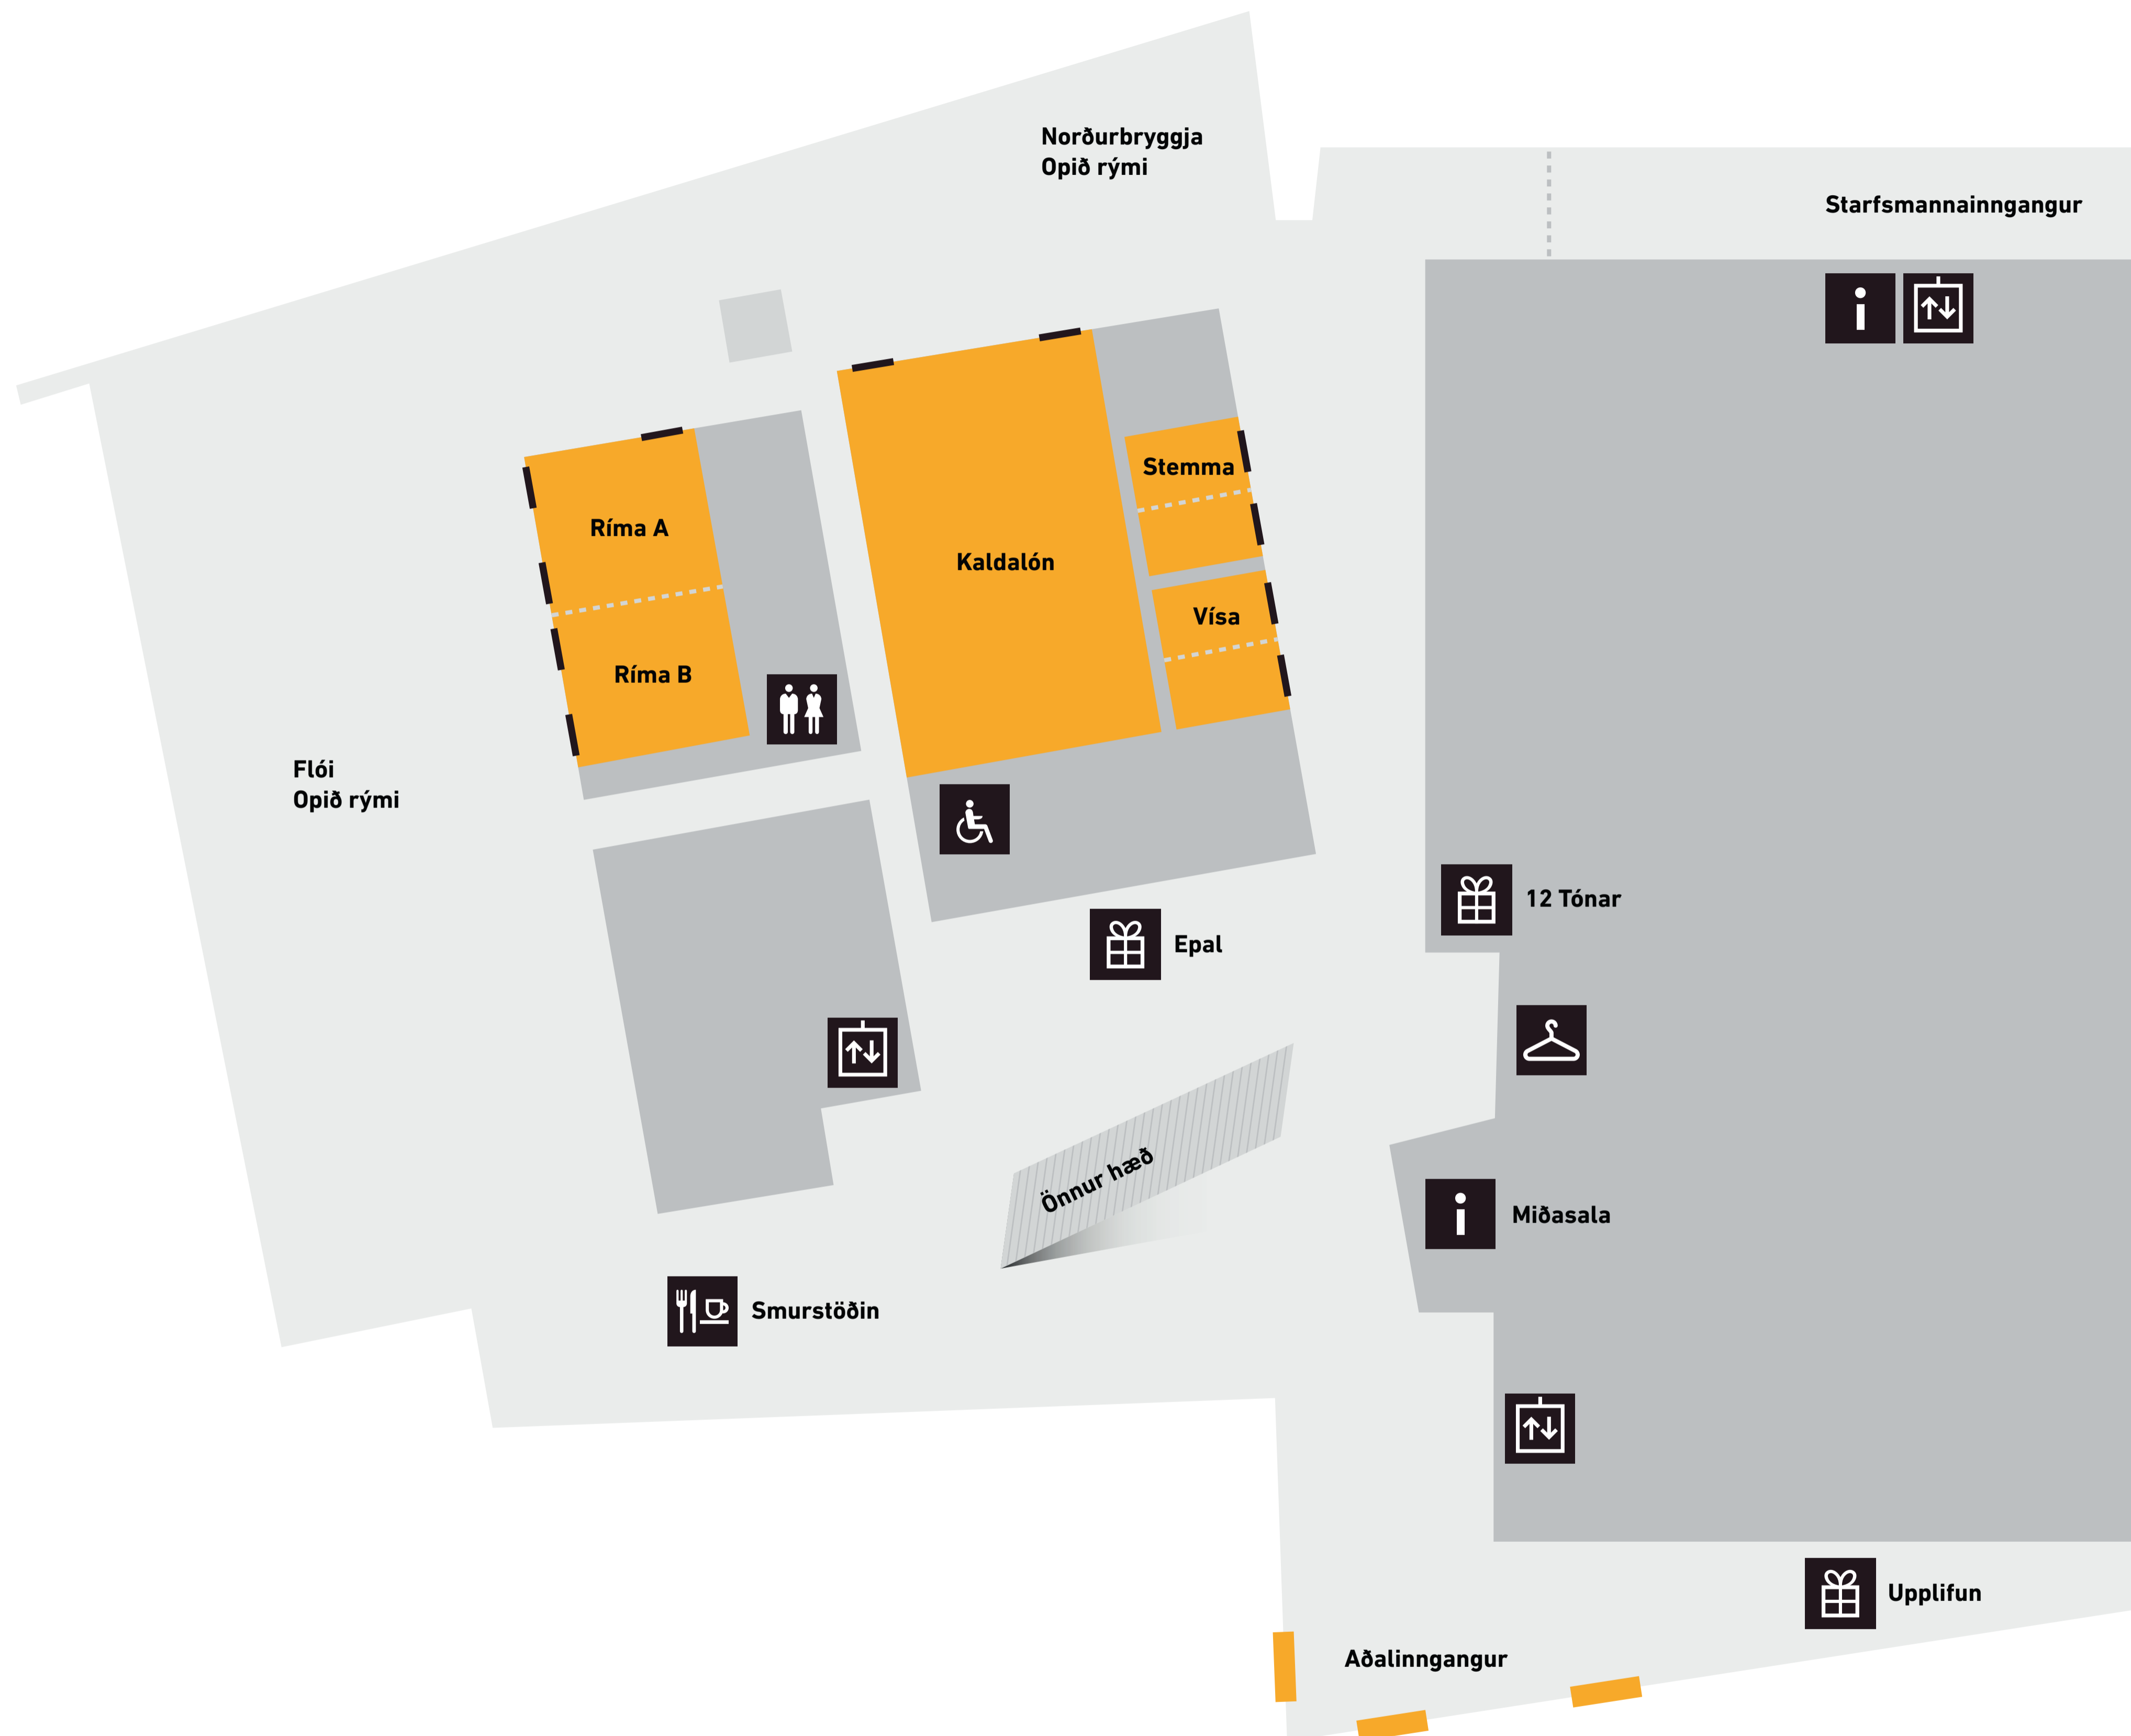 Norðurbryggja
Opið rými
Starfsmannainngangur
Stemma
Ríma A
Kaldalón
Vísa
Ríma B
Flói
Opið rými
12 Tónar
Epal
Önnur hæð
Miðasala
Smurstöðin
Upplifun
Aðalinngangur